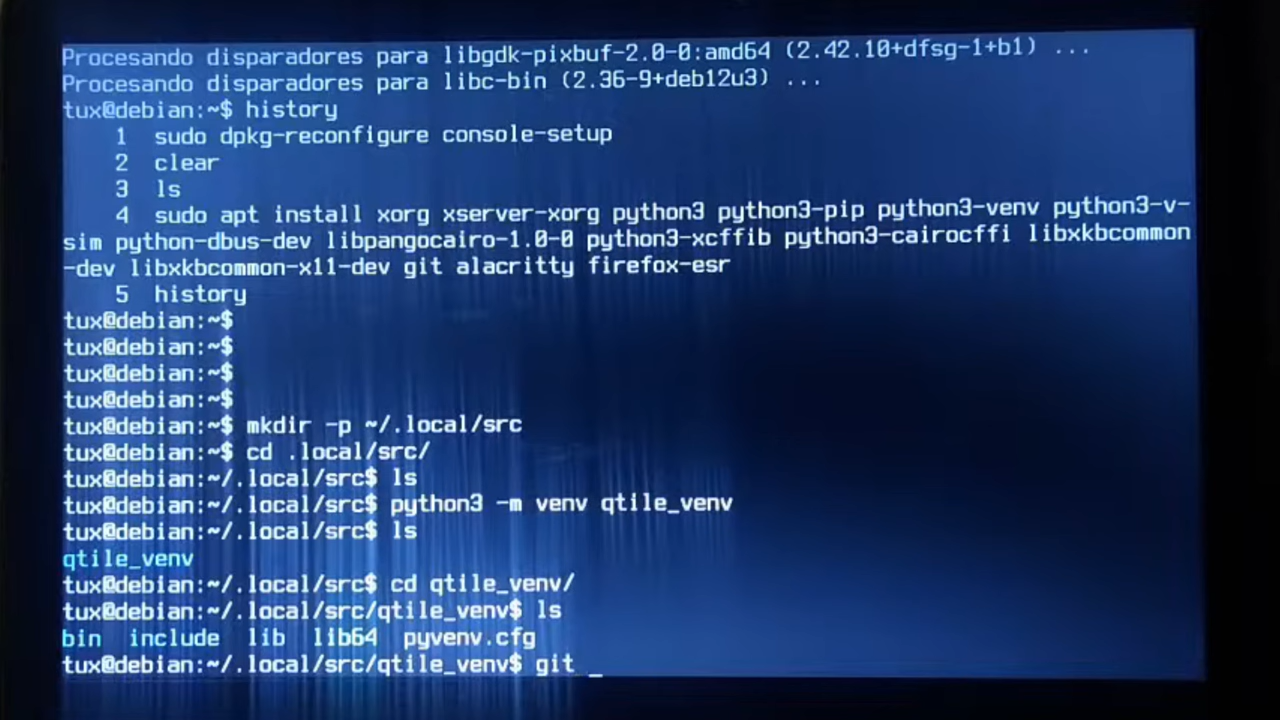 Procesando disparadores para libgdk-pixbuf-2.0-0:amd64 (2.42.10+dfsg-1+b1) ...
Procesando disparadores para libc-bin (2.36-9+deb12u3) ...
tux@debian:~$ history
1 sudo dpkg-reconfigure console-setup
2 clear
3 ls
4 sudo apt install xorg xserver-xorg python3 python3-pip python3-venv python3-v-
sim python-dbus-dev libpangocairo-1.0-0 python3-xcffib python3-cairocffi libxkbcommon
-dev libxkbcommon-x11-dev git alacritty firefox-esr
5 history
tux@debian:~$
tux@debian:~$
tux@debian:~$
tux@debian:~$
tux@debian:~$ mkdir -p ~/.local/src
tux@debian:~$ cd .local/src/
tux@debian:~/.local/src$ ls
tux@debian:~/.local/src$ python3 -m venv qtile_venv
tux@debian:~/.local/src$ ls
qtile_venv
tux@debian:~/.local/src$ cd qtile_venv/
tux@debian:~/.local/src/qtile_venv$ ls
bin include lib lib64 pyvenv.cfg
tux@debian:~/.local/src/qtile_venv$ git _